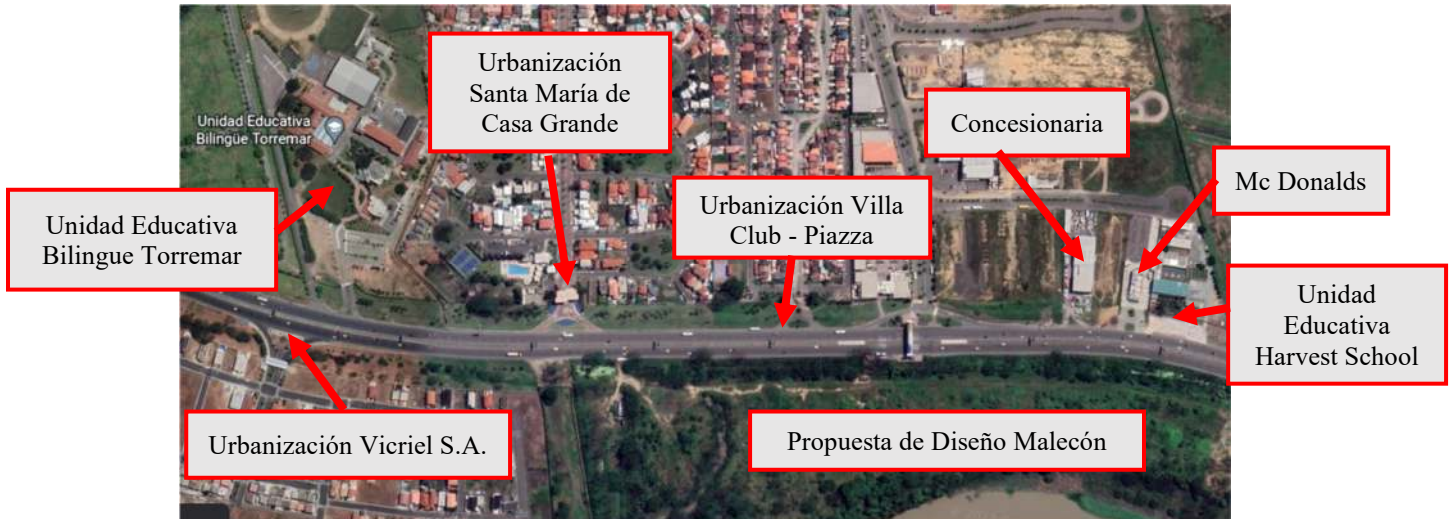 Urbanización
Santa María de
Casa Grande
Concesionaria
Mc Donalds
Unidad Educativa
Bilingüe Torremar
Unidad Educativa
Bilingue Torremar
Urbanización Villa
Club - Piazza
Unidad
Educativa
Harvest School
Urbanización Vicriel S.A.
Propuesta de Diseño Malecón